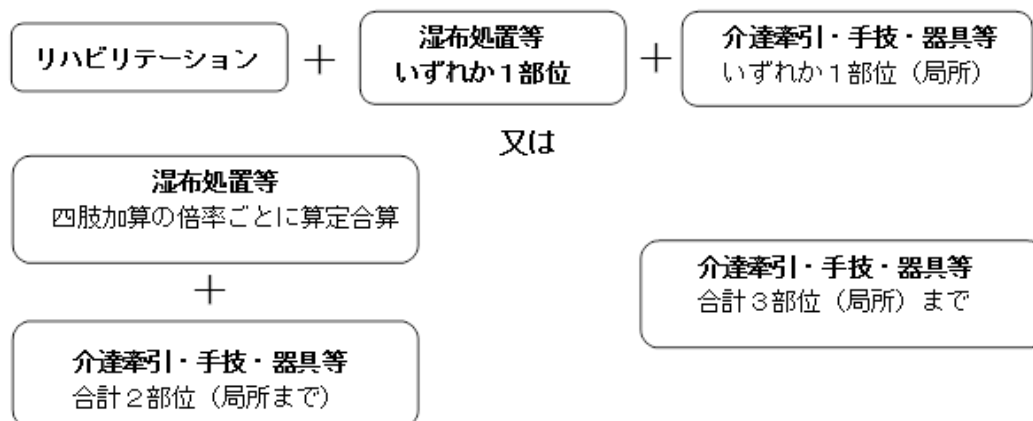 リハビリテーション
＋
湿布処置等
いずれか１部位
＋
介達牽引・手技・器具等
いずれか１部位（局所）
又は
湿布処置等
四肢加算の倍率ごとに算定合算
＋
介達牽引・手技・器具等
合計２部位（局所まで）
介達牽引・手技・器具等
合計３部位（局所）まで